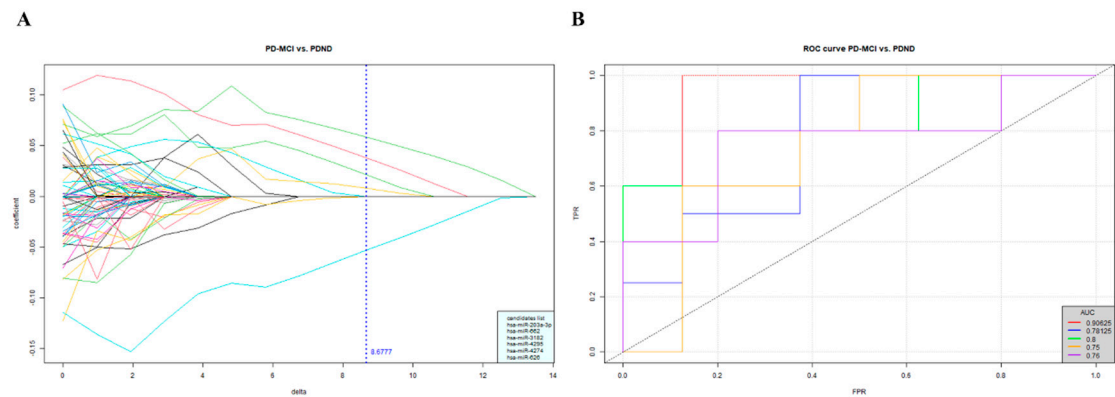 A
B
PD-MCI vs. PDND
ROC curve PD-MCI vs. PDND
coefficient
0.10
0.05
0.00
-0.05
-0.10
-0.15
0
2
4
6
8
10
12
14
delta
8.6777
candidates list
hsa-miR-203a-3p
hsa-miR-662
hsa-miR-3182
hsa-miR-4295
hsa-miR-4274
hsa-miR-626
TPR
1.0
0.8
0.6
0.4
0.2
0.0
0.0
0.2
0.4
0.6
0.8
1.0
FPR
AUC
0.90625
0.78125
0.8
0.75
0.76